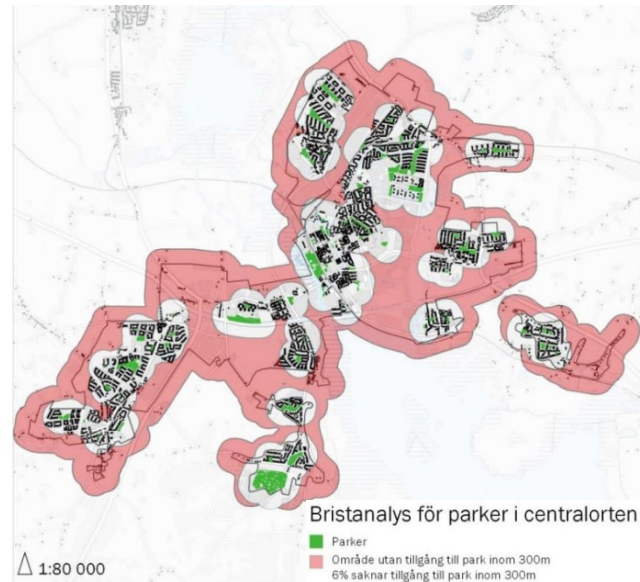 Bristanalys för parker i centralorten
Parker
Område utan tillgång till park inom 300m
6% saknar tillgång till park inom 300m
1:80 000